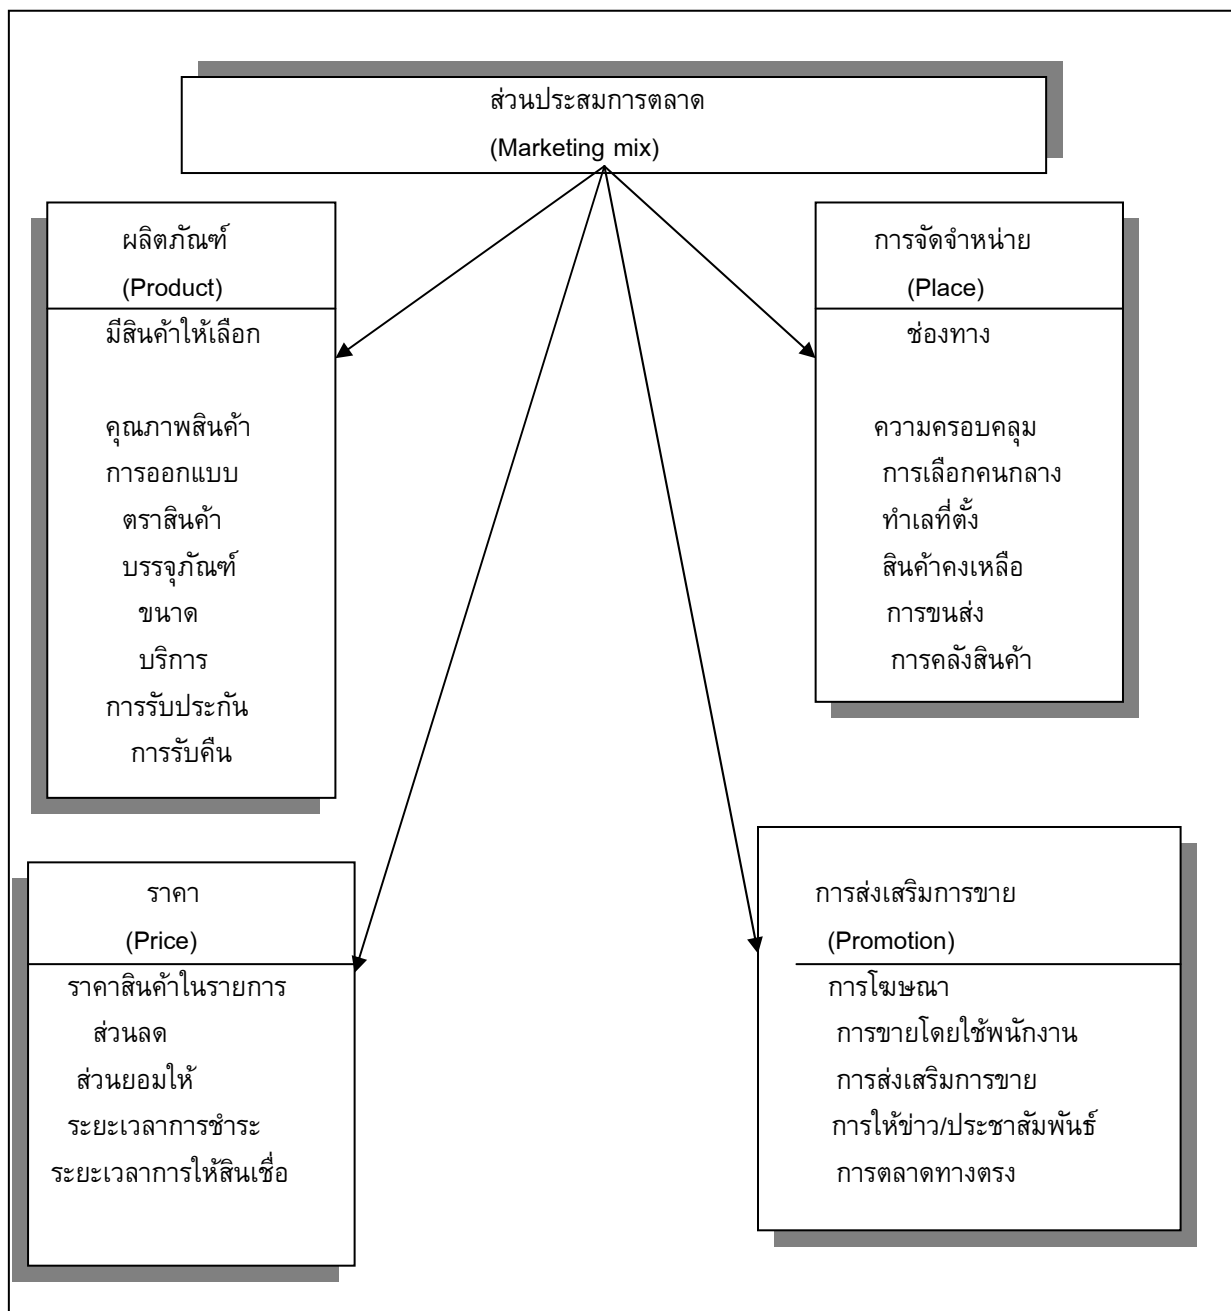 ส่วนประสมการตลาด
(Marketing mix)
ผลิตภัณฑ์
(Product)
มีสินค้าให้เลือก
คุณภาพสินค้า
การออกแบบ
ตราสินค้า
บรรจุภัณฑ์
ขนาด
บริการ
การรับประกัน
การรับคืน
การจัดจำหน่าย
(Place)
ช่องทาง
ความครอบคลุม
การเลือกคนกลาง
ทำเลที่ตั้ง
สินค้าคงเหลือ
การขนส่ง
การคลังสินค้า
ราคา
(Price)
ราคาสินค้าในรายการ
ส่วนลด
ส่วนยอมให้
ระยะเวลาการชำระ
ระยะเวลาการให้สินเชื่อ
การส่งเสริมการขาย
(Promotion)
การโฆษณา
การขายโดยใช้พนักงาน
การส่งเสริมการขาย
การให้ข่าว/ประชาสัมพันธ์
การตลาดทางตรง